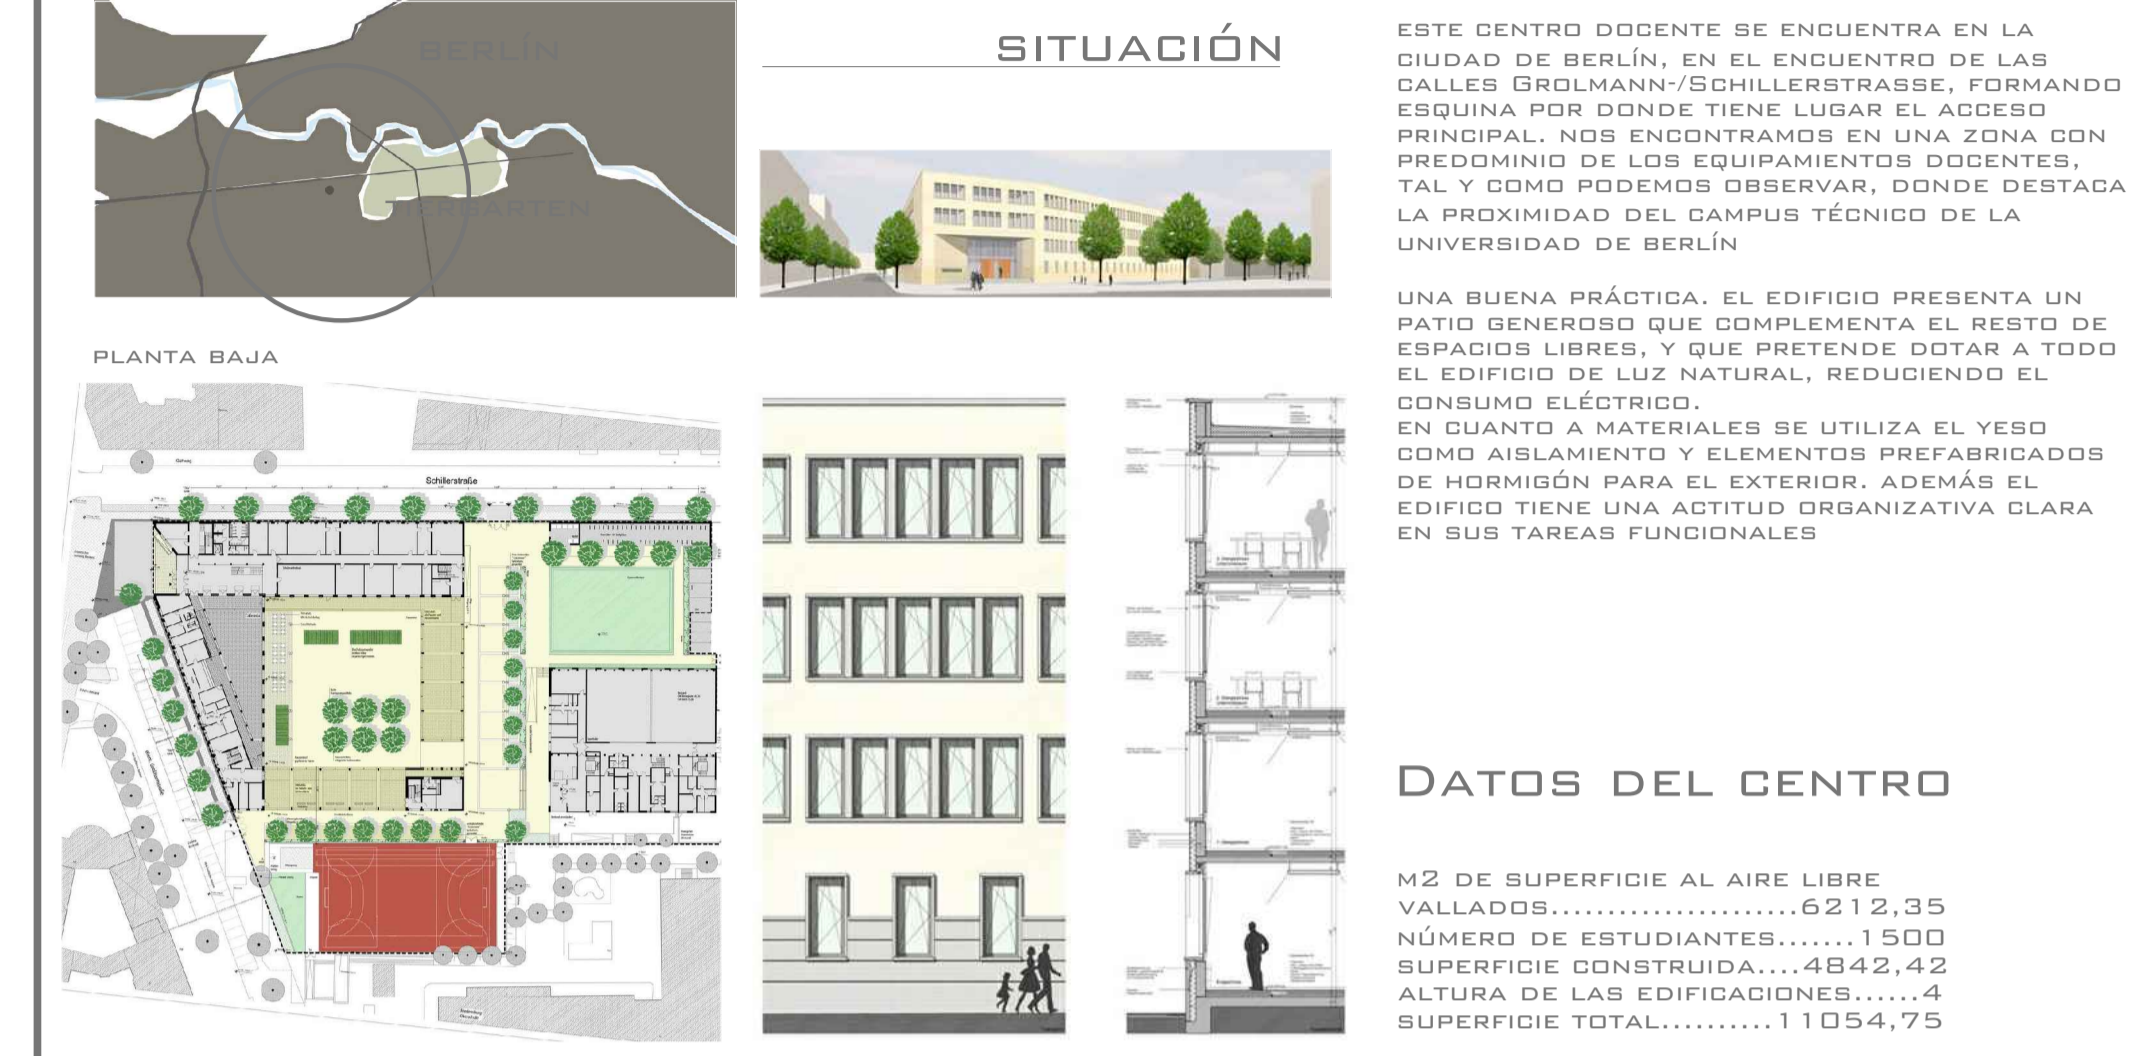 BERLÍN
TIERGARTEN
SITUACIÓN
ESTE CENTRO DOCENTE SE ENCUENTRA EN LA
CIUDAD DE BERLÍN, EN EL ENCUENTRO DE LAS
CALLES GROLMANN-/SCHILLERSTRASSE, FORMANDO
ESQUINA POR DONDE TIENE LUGAR EL ACCESO
PRINCIPAL. NOS ENCONTRAMOS EN UNA ZONA CON
PREDOMINIO DE LOS EQUIPAMIENTOS DOCENTES,
TAL Y COMO PODEMOS OBSERVAR, DONDE DESTACA
LA PROXIMIDAD DEL CAMPUS TÉCNICO DE LA
UNIVERSIDAD DE BERLÍN
UNA BUENA PRÁCTICA. EL EDIFICIO PRESENTA UN
PATIO GENEROSO QUE COMPLEMENTA EL RESTO DE
ESPACIOS LIBRES, Y QUE PRETENDE DOTAR A TODO
EL EDIFICIO DE LUZ NATURAL, REDUCIENDO EL
CONSUMO ELÉCTRICO.
EN CUANTO A MATERIALES SE UTILIZA EL YESO
COMO AISLAMIENTO Y ELEMENTOS PREFABRICADOS
DE HORMIGÓN PARA EL EXTERIOR. ADEMÁS EL
EDIFICO TIENE UNA ACTITUD ORGANIZATIVA CLARA
EN SUS TAREAS FUNCIONALES
PLANTA BAJA
Schillerstraße
DATOS DEL CENTRO
M2 DE SUPERFICIE AL AIRE LIBRE
VALLADOS......................6212,35
NÚMERO DE ESTUDIANTES.......1500
SUPERFICIE CONSTRUIDA....4842,42
ALTURA DE LAS EDIFICACIONES......4
SUPERFICIE TOTAL..........11054,75